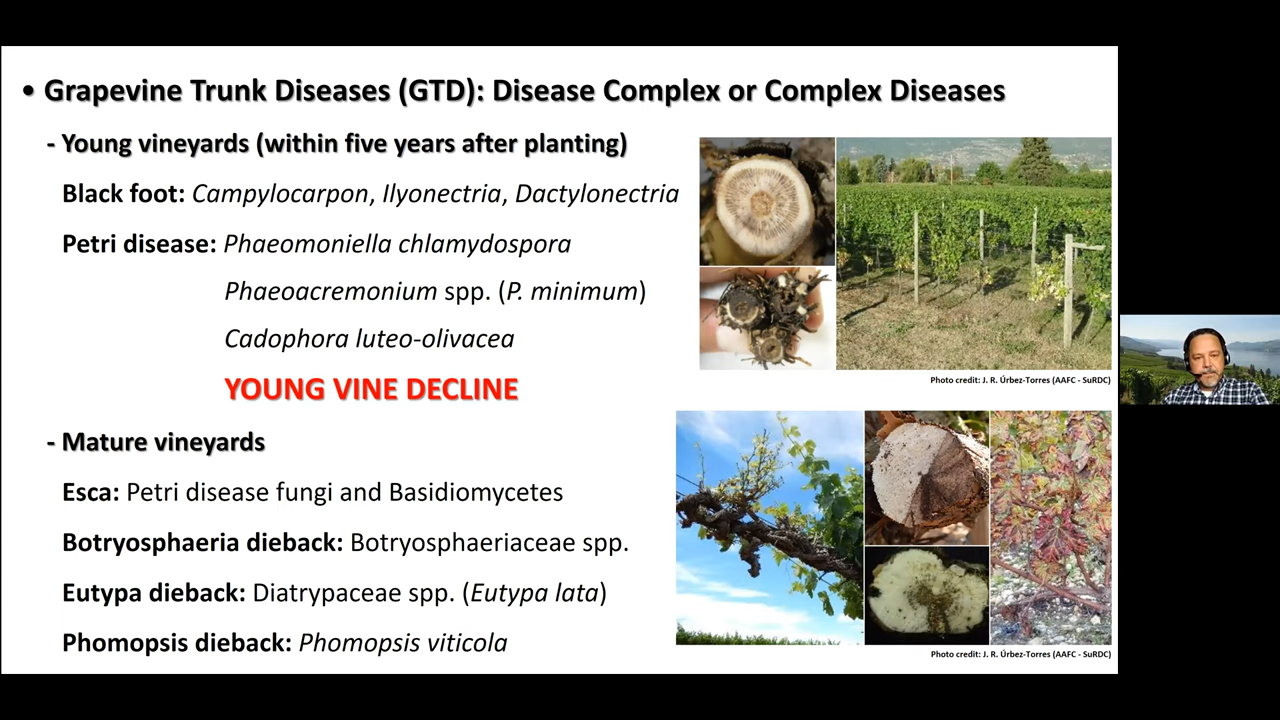 • Grapevine Trunk Diseases (GTD): Disease Complex or Complex Diseases
- Young vineyards (within five years after planting)
Black foot: Campylocarpon, Ilyonectria, Dactylonectria
Petri disease: Phaeomoniella chlamydospora
Phaeoacremonium spp. (P. minimum)
Cadophora luteo-olivacea
YOUNG VINE DECLINE
Photo credit: J. R. Úrbez-Torres (AAFC - SuRDC)
- Mature vineyards
Esca: Petri disease fungi and Basidiomycetes
Botryosphaeria dieback: Botryosphaeriaceae spp.
Eutypa dieback: Diatrypaceae spp. (Eutypa lata)
Phomopsis dieback: Phomopsis viticola
Photo credit: J. R. Úrbez-Torres (AAFC - SuRDC)